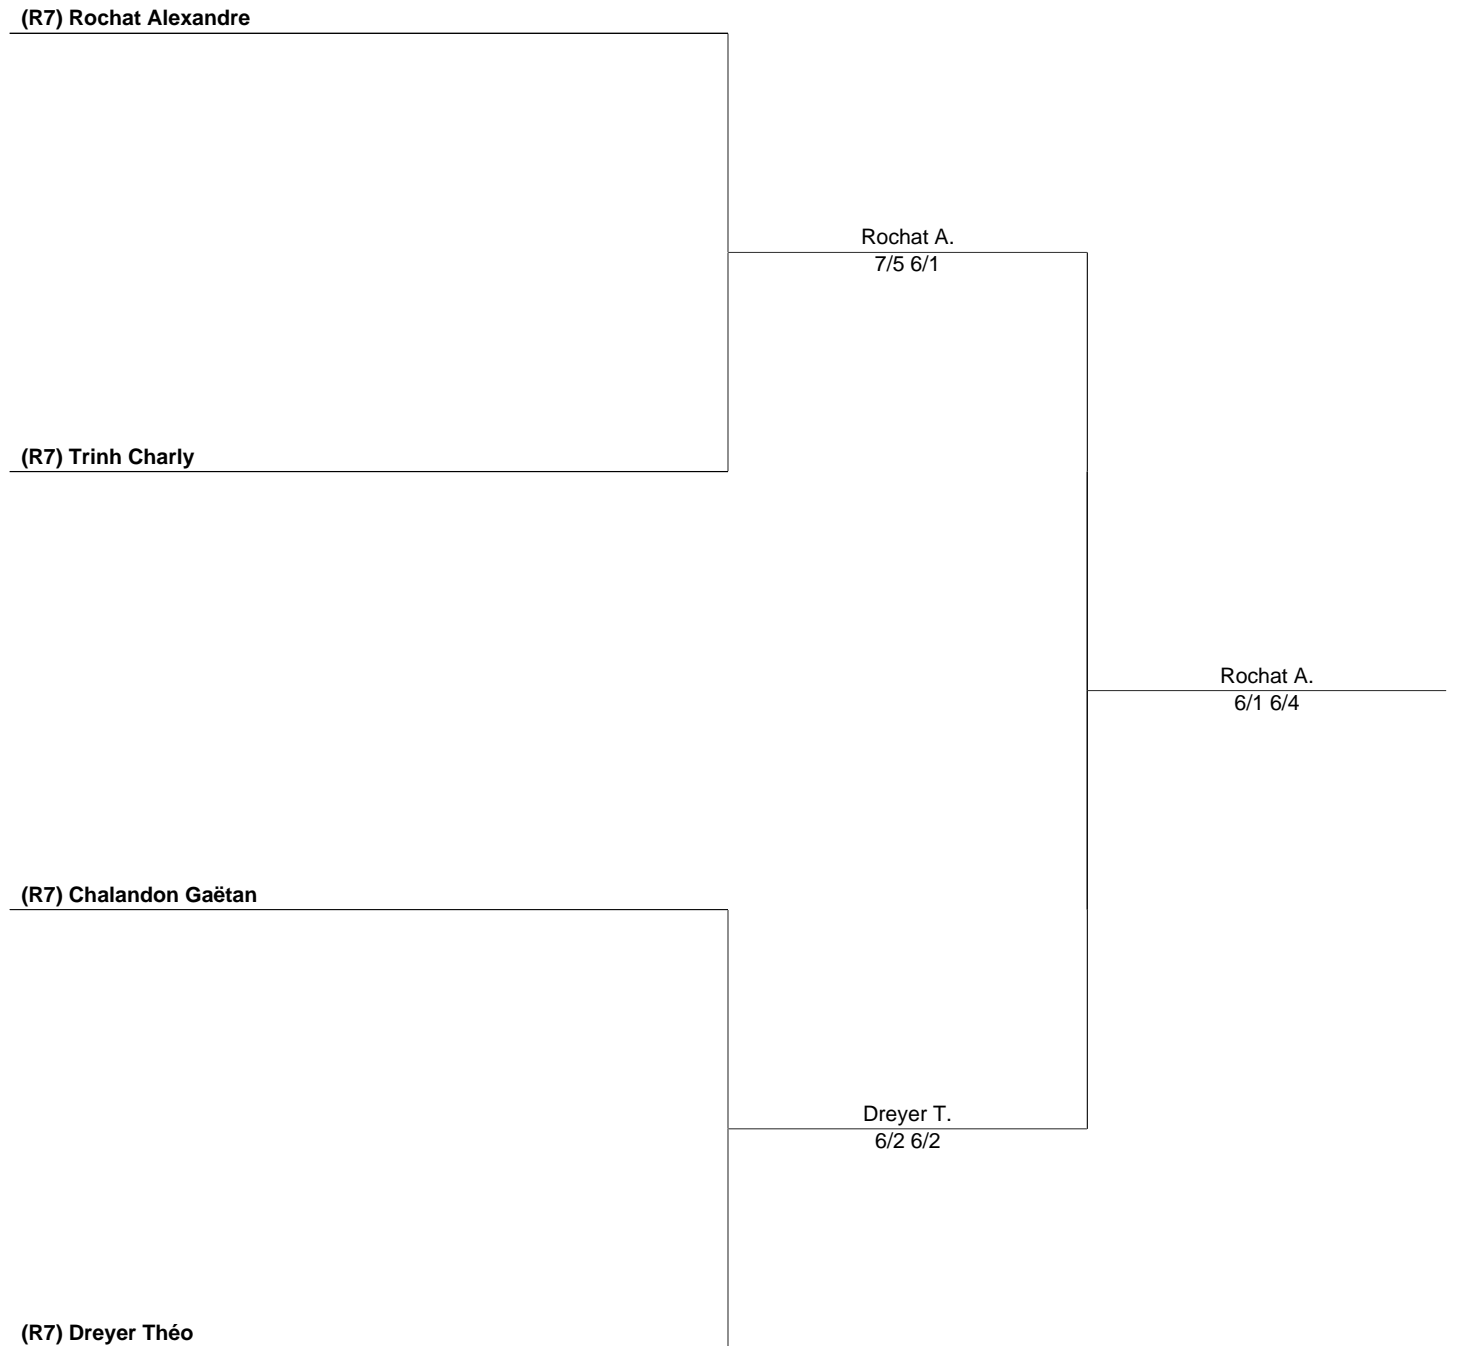 (R7) Rochat Alexandre
Rochat A.
7/5 6/1
(R7) Trinh Charly
Rochat A.
6/1 6/4
(R7) Chalandon Gaëtan
Dreyer T.
6/2 6/2
(R7) Dreyer Théo